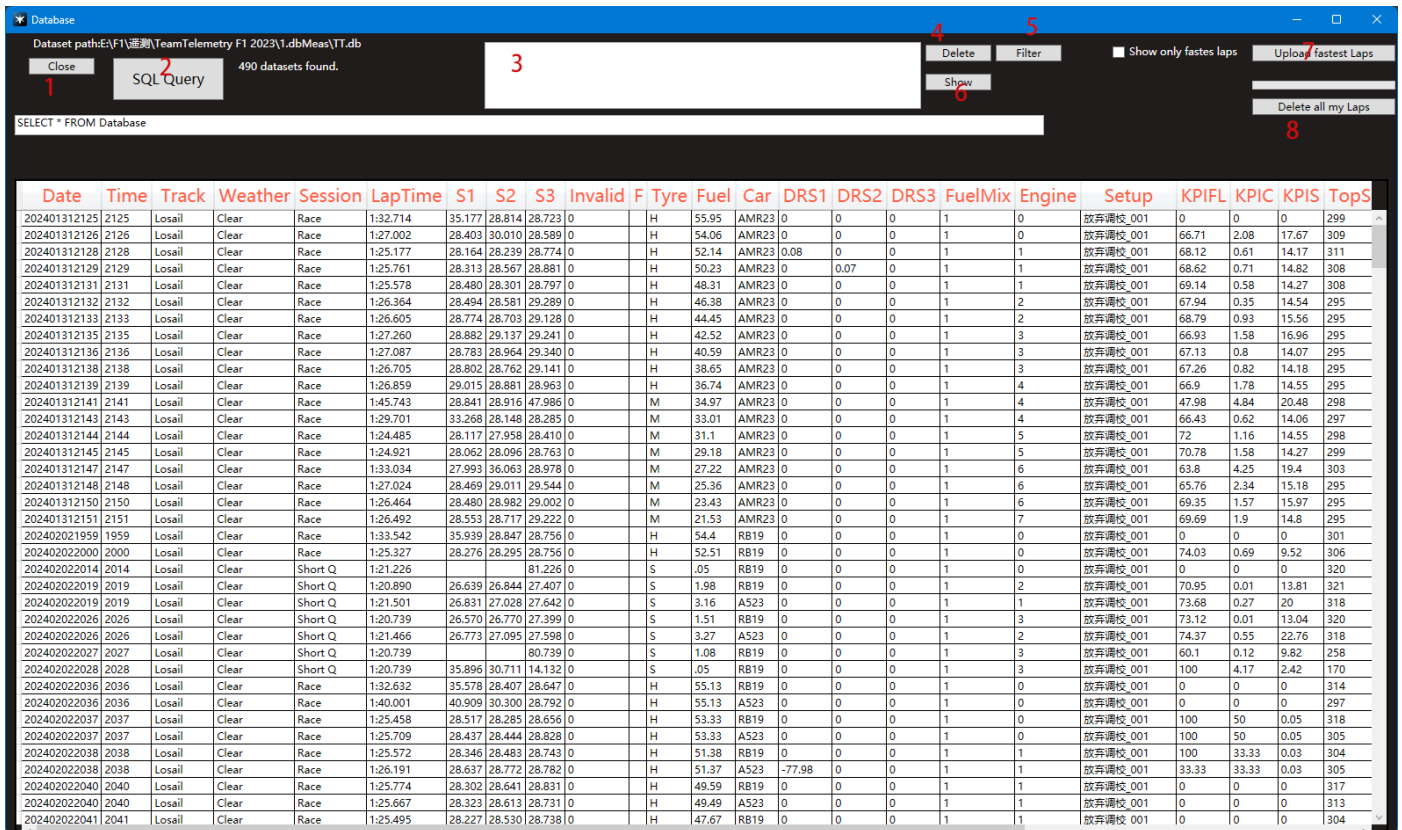 Database
4 5
Dataset path:E:\F1\遥测\TeamTelemetry F1 2023\1.dbMeas\TT.db
3 Delete Filter Show only fastes laps Upload fastest Laps 7
Close SQL Query 2 490 datasets found.
1 Show 6
Delete all my Laps
SELECT * FROM Database
8
Date Time Track Weather Session LapTime S1 S2 S3 Invalid F Tyre Fuel Car DRS1 DRS2 DRS3 FuelMix Engine Setup KPIFL KPIC KPIS TopS
202401312125 2125 Losail Clear Race 1:32.714 35.177 28.814 28.723 0 H 55.95 AMR23 0 0 0 1 0 放弃调校_001 0 0 0 299
202401312126 2126 Losail Clear Race 1:27.002 28.403 30.010 28.589 0 H 54.06 AMR23 0 0 0 1 0 放弃调校_001 66.71 2.08 17.67 309
202401312128 2128 Losail Clear Race 1:25.177 28.164 28.239 28.774 0 H 52.14 AMR23 0.08 0 0 1 1 放弃调校_001 68.12 0.61 14.17 311
202401312129 2129 Losail Clear Race 1:25.761 28.313 28.567 28.881 0 H 50.23 AMR23 0 0.07 0 1 1 放弃调校_001 68.62 0.71 14.82 308
202401312131 2131 Losail Clear Race 1:25.578 28.480 28.301 28.797 0 H 48.31 AMR23 0 0 0 1 1 放弃调校_001 69.14 0.58 14.27 308
202401312132 2132 Losail Clear Race 1:26.364 28.494 28.581 29.289 0 H 46.38 AMR23 0 0 0 1 2 放弃调校_001 67.94 0.35 14.54 295
202401312133 2133 Losail Clear Race 1:26.605 28.774 28.703 29.128 0 H 44.45 AMR23 0 0 0 1 2 放弃调校_001 68.79 0.93 15.56 295
202401312135 2135 Losail Clear Race 1:27.260 28.882 29.137 29.241 0 H 42.52 AMR23 0 0 0 1 3 放弃调校_001 66.93 1.58 16.96 295
202401312136 2136 Losail Clear Race 1:27.087 28.783 28.964 29.340 0 H 40.59 AMR23 0 0 0 1 3 放弃调校_001 67.13 0.8 14.07 295
202401312138 2138 Losail Clear Race 1:26.705 28.802 28.762 29.141 0 H 38.65 AMR23 0 0 0 1 3 放弃调校_001 67.26 0.82 14.18 295
202401312139 2139 Losail Clear Race 1:26.859 29.015 28.881 28.963 0 H 36.74 AMR23 0 0 0 1 4 放弃调校_001 66.9 1.78 14.55 295
202401312141 2141 Losail Clear Race 1:45.743 28.841 28.916 47.986 0 M 34.97 AMR23 0 0 0 1 4 放弃调校_001 47.98 4.84 20.48 298
202401312143 2143 Losail Clear Race 1:29.701 33.268 28.148 28.285 0 M 33.01 AMR23 0 0 0 1 4 放弃调校_001 66.43 0.62 14.06 297
202401312144 2144 Losail Clear Race 1:24.485 28.117 27.958 28.410 0 M 31.1 AMR23 0 0 0 1 5 放弃调校_001 72 1.16 14.55 298
202401312145 2145 Losail Clear Race 1:24.921 28.062 28.096 28.763 0 M 29.18 AMR23 0 0 0 1 5 放弃调校_001 70.78 1.58 14.27 299
202401312147 2147 Losail Clear Race 1:33.034 27.993 36.063 28.978 0 M 27.22 AMR23 0 0 0 1 6 放弃调校_001 63.8 4.25 19.4 303
202401312148 2148 Losail Clear Race 1:27.024 28.469 29.011 29.544 0 M 25.36 AMR23 0 0 0 1 6 放弃调校_001 65.76 2.34 15.18 295
202401312150 2150 Losail Clear Race 1:26.464 28.480 28.982 29.002 0 M 23.43 AMR23 0 0 0 1 6 放弃调校_001 69.35 1.57 15.97 295
202401312151 2151 Losail Clear Race 1:26.492 28.553 28.717 29.222 0 M 21.53 AMR23 0 0 0 1 7 放弃调校_001 69.69 1.9 14.8 295
202402021959 1959 Losail Clear Race 1:33.542 35.939 28.847 28.756 0 H 54.4 RB19 0 0 0 1 0 放弃调校_001 0 0 0 301
202402022000 2000 Losail Clear Race 1:25.327 28.276 28.295 28.756 0 H 52.51 RB19 0 0 0 1 0 放弃调校_001 74.03 0.69 9.52 306
202402022014 2014 Losail Clear Short Q 1:21.226 81.226 0 S .05 RB19 0 0 0 1 0 放弃调校_001 0 0 0 320
202402022019 2019 Losail Clear Short Q 1:20.890 26.639 26.844 27.407 0 S 1.98 RB19 0 0 0 1 2 放弃调校_001 70.95 0.01 13.81 321
202402022019 2019 Losail Clear Short Q 1:21.501 26.831 27.028 27.642 0 S 3.16 A523 0 0 0 1 1 放弃调校_001 73.68 0.27 20 318
202402022026 2026 Losail Clear Short Q 1:20.739 26.570 26.770 27.399 0 S 1.51 RB19 0 0 0 1 3 放弃调校_001 73.12 0.01 13.04 320
202402022026 2026 Losail Clear Short Q 1:21.466 26.773 27.095 27.598 0 S 3.27 A523 0 0 0 1 2 放弃调校_001 74.37 0.55 22.76 318
202402022027 2027 Losail Clear Short Q 1:20.739 80.739 0 S 1.08 RB19 0 0 0 1 3 放弃调校_001 60.1 0.12 9.82 258
202402022028 2028 Losail Clear Short Q 1:20.739 35.896 30.711 14.132 0 S .05 RB19 0 0 0 1 3 放弃调校_001 100 4.17 2.42 170
202402022036 2036 Losail Clear Race 1:32.632 35.578 28.407 28.647 0 H 55.13 RB19 0 0 0 1 0 放弃调校_001 0 0 0 314
202402022036 2036 Losail Clear Race 1:40.001 40.909 30.300 28.792 0 H 55.13 A523 0 0 0 1 0 放弃调校_001 0 0 0 297
202402022037 2037 Losail Clear Race 1:25.458 28.517 28.285 28.656 0 H 53.33 RB19 0 0 0 1 0 放弃调校_001 100 50 0.05 318
202402022037 2037 Losail Clear Race 1:25.709 28.437 28.444 28.828 0 H 53.33 A523 0 0 0 1 0 放弃调校_001 100 50 0.05 305
202402022038 2038 Losail Clear Race 1:25.572 28.346 28.483 28.743 0 H 51.38 RB19 0 0 0 1 1 放弃调校_001 100 33.33 0.03 304
202402022038 2038 Losail Clear Race 1:26.191 28.637 28.772 28.782 0 H 51.37 A523 -77.98 0 0 1 1 放弃调校_001 33.33 33.33 0.03 305
202402022040 2040 Losail Clear Race 1:25.774 28.302 28.641 28.831 0 H 49.59 RB19 0 0 0 1 1 放弃调校_001 0 0 0 317
202402022040 2040 Losail Clear Race 1:25.667 28.323 28.613 28.731 0 H 49.49 A523 0 0 0 1 1 放弃调校_001 0 0 0 313
202402022041 2041 Losail Clear Race 1:25.495 28.227 28.530 28.738 0 H 47.67 RB19 0 0 0 1 1 放弃调校_001 0 0 0 304